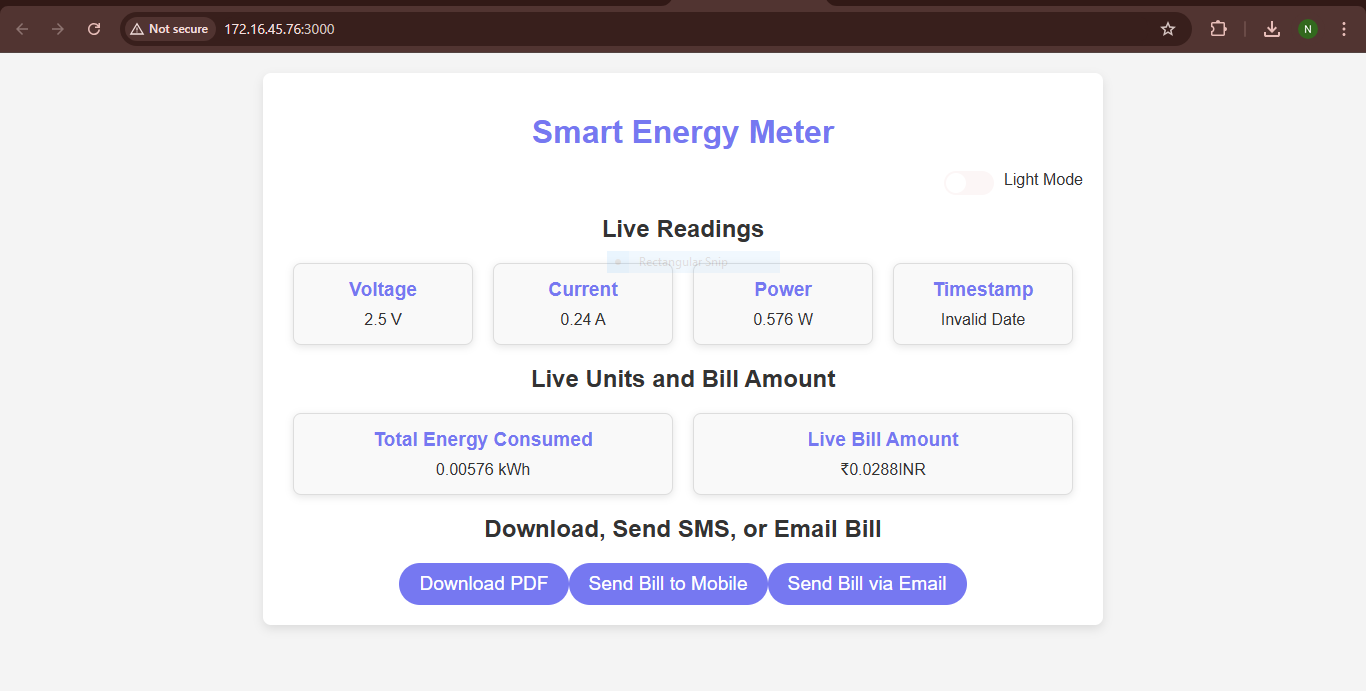 Not secure
172.16.45.76:3000
N
Smart Energy Meter
Light Mode
Live Readings
Rectangular Snip
Voltage
2.5 V
Current
0.24 A
Power
0.576 W
Timestamp
Invalid Date
Live Units and Bill Amount
Total Energy Consumed
0.00576 kWh
Live Bill Amount
₹0.0288INR
Download, Send SMS, or Email Bill
Download PDF
Send Bill to Mobile
Send Bill via Email